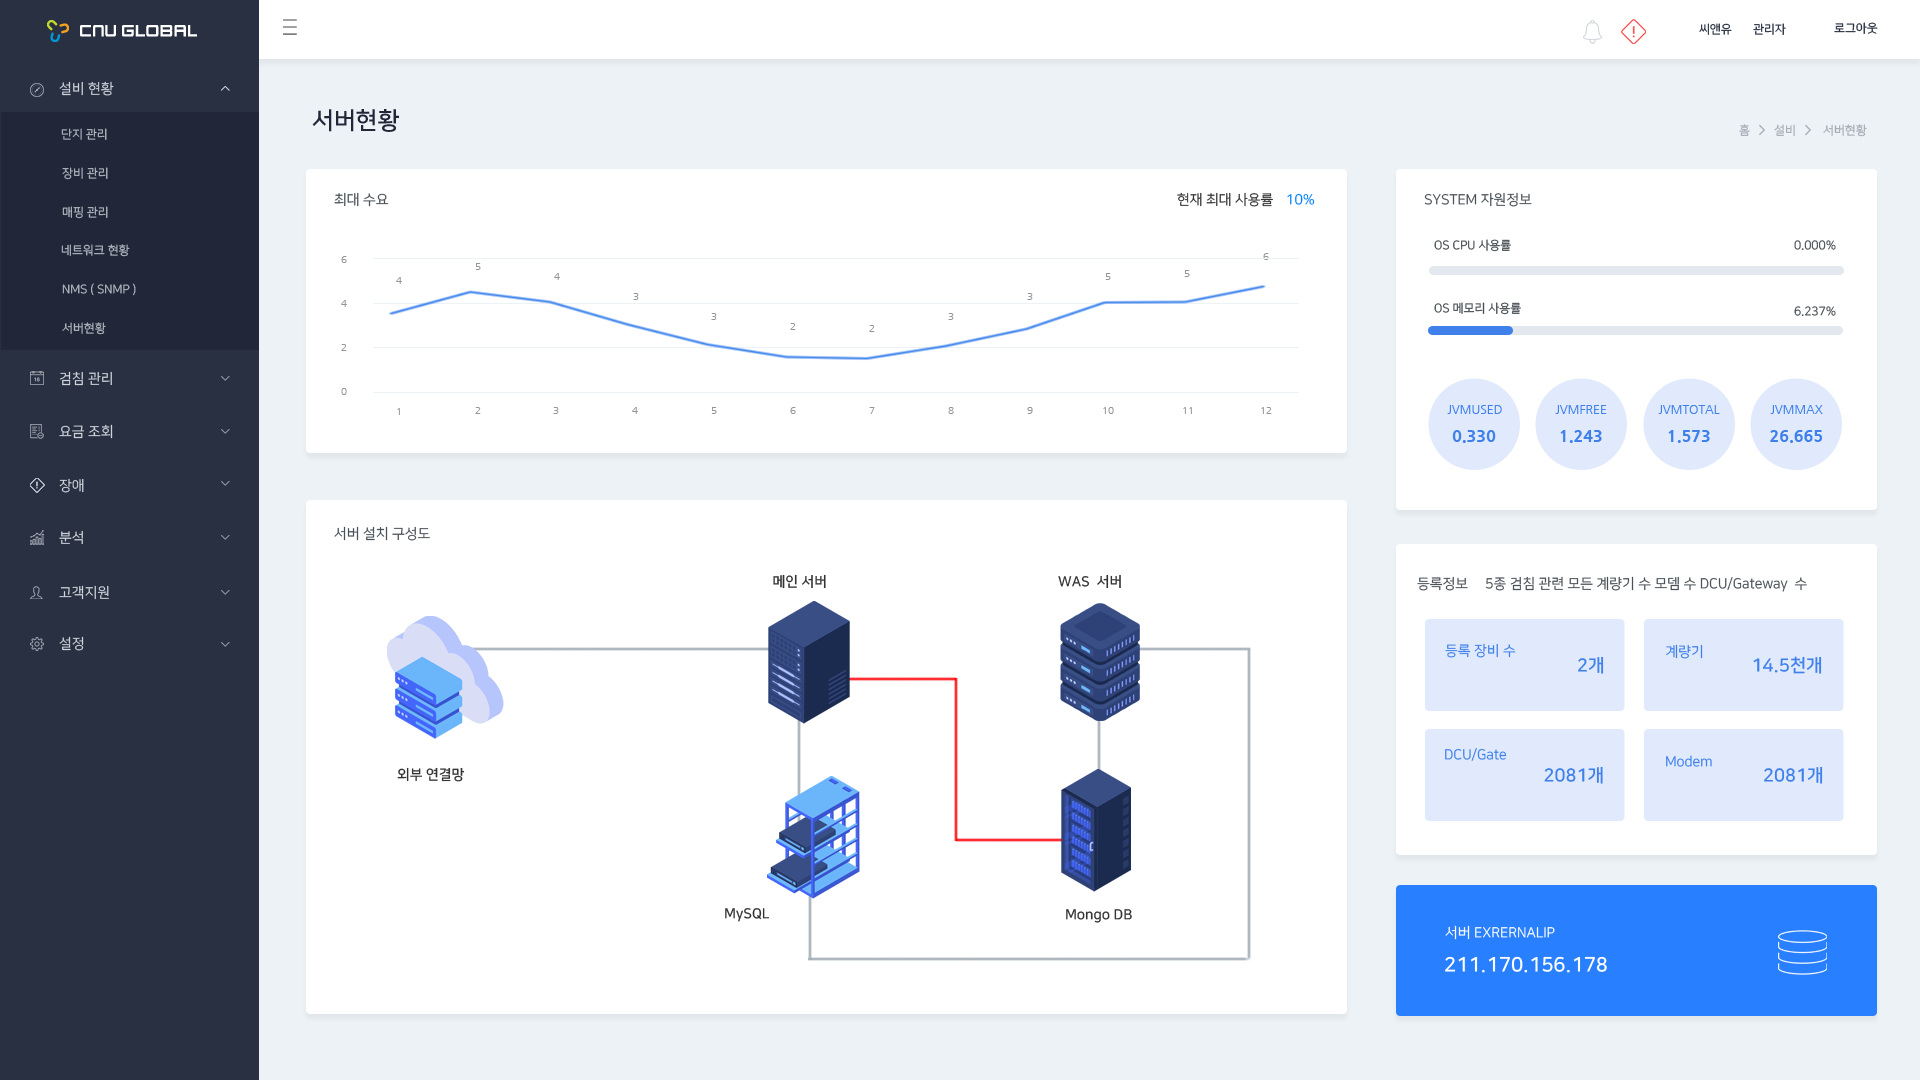 CNU GLOBAL
설비 현황
단지 관리
장비 관리
매핑 관리
네트워크 현황
NMS ( SNMP )
서버현황
검침 관리
요금 조회
장애
분석
고객지원
설정
씨앤유 관리자 로그아웃
서버현황
홈 > 설비 > 서버현황
최대 수요
현재 최대 사용률 10%
6
4
2
0
4 5 4 3 3 2 2 3 3 5 5 6
1 2 3 4 5 6 7 8 9 10 11 12
SYSTEM 자원정보
OS CPU 사용률 0.000%
OS 메모리 사용률 6.237%
JVMUSED
0.330
JVMFREE
1.243
JVMTOTAL
1.573
JVMMAX
26.665
서버 설치 구성도
메인 서버
WAS 서버
외부 연결망
MySQL
Mongo DB
등록정보 5종 검침 관련 모든 계량기 수 모뎀 수 DCU/Gateway 수
등록 장비 수
2개
계량기
14.5천개
DCU/Gate
2081개
Modem
2081개
서버 EXRERNALIP
211.170.156.178